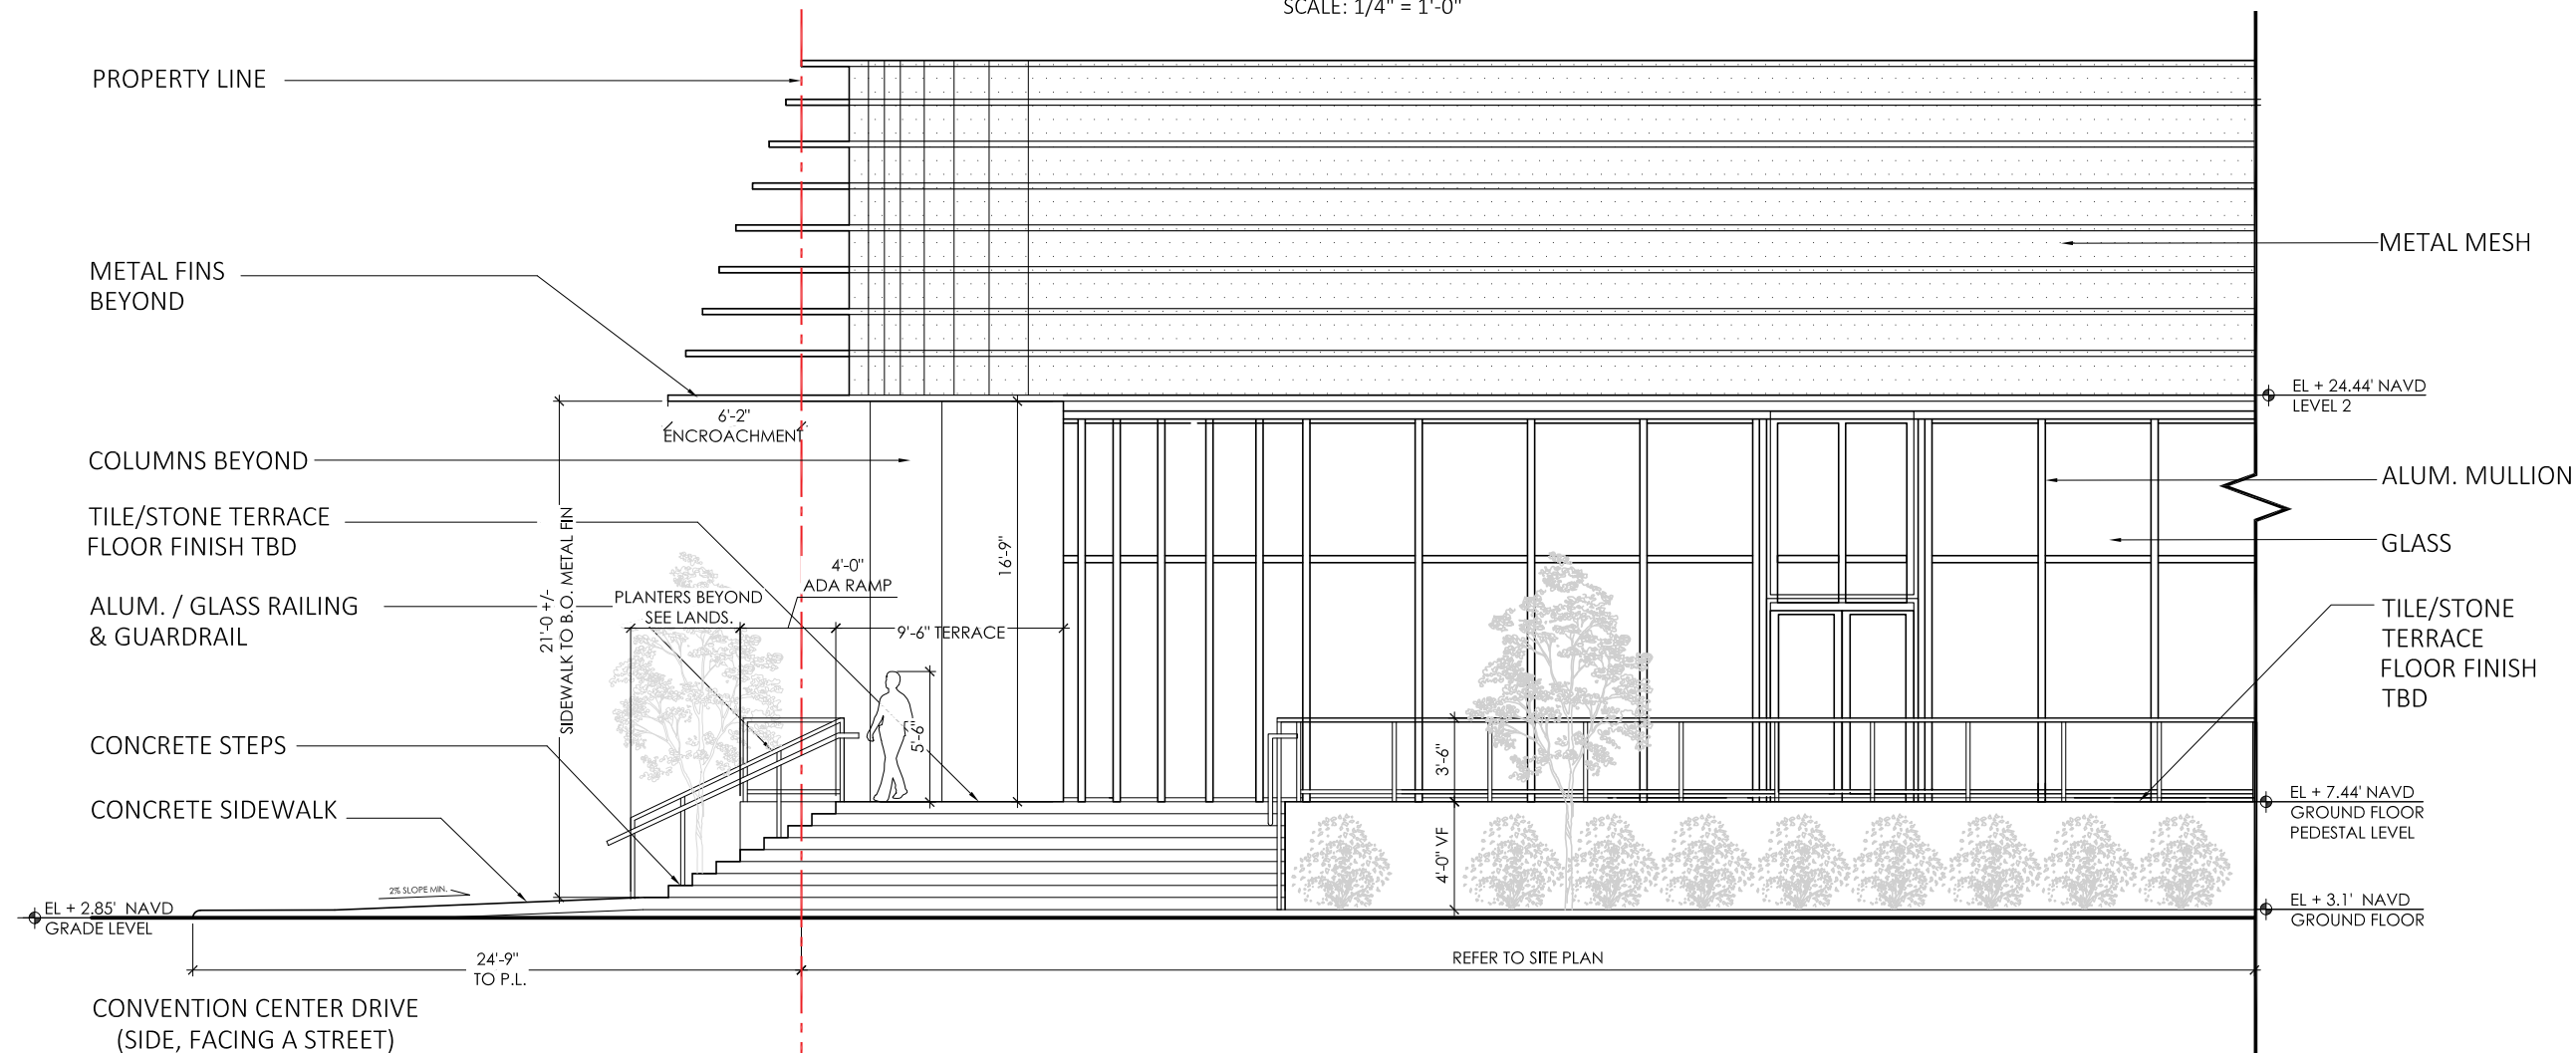 SCALE: 1/4" = 1'-0"
PROPERTY LINE
METAL MESH
METAL FINS
BEYOND
EL + 24.44' NAVD
LEVEL 2
6'-2"
ENCROACHMENT
COLUMNS BEYOND
ALUM. MULLION
TILE/STONE TERRACE
FLOOR FINISH TBD
GLASS
21'-0 +/-
SIDEWALK TO B.O. METAL FIN
16'-9"
4'-0"
ADA RAMP
PLANTERS BEYOND
SEE LANDS.
ALUM. / GLASS RAILING
& GUARDRAIL
9'-6" TERRACE
TILE/STONE
TERRACE
FLOOR FINISH
TBD
5'-6"
CONCRETE STEPS
3'-6"
CONCRETE SIDEWALK
EL + 7.44' NAVD
GROUND FLOOR
PEDESTAL LEVEL
4'-0" VF
2% SLOPE MIN.
EL + 2.85' NAVD
GRADE LEVEL
EL + 3.1' NAVD
GROUND FLOOR
24'-9"
TO P.L.
REFER TO SITE PLAN
CONVENTION CENTER DRIVE
(SIDE, FACING A STREET)